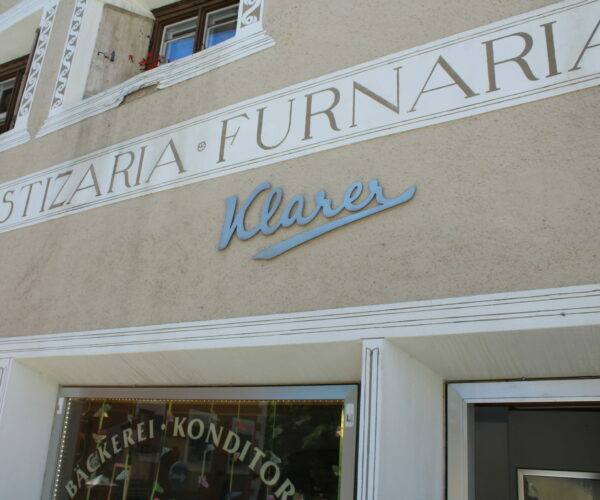 STIZARIA · FURNARIA
Klarer
BÄCKEREI · KONDITOR